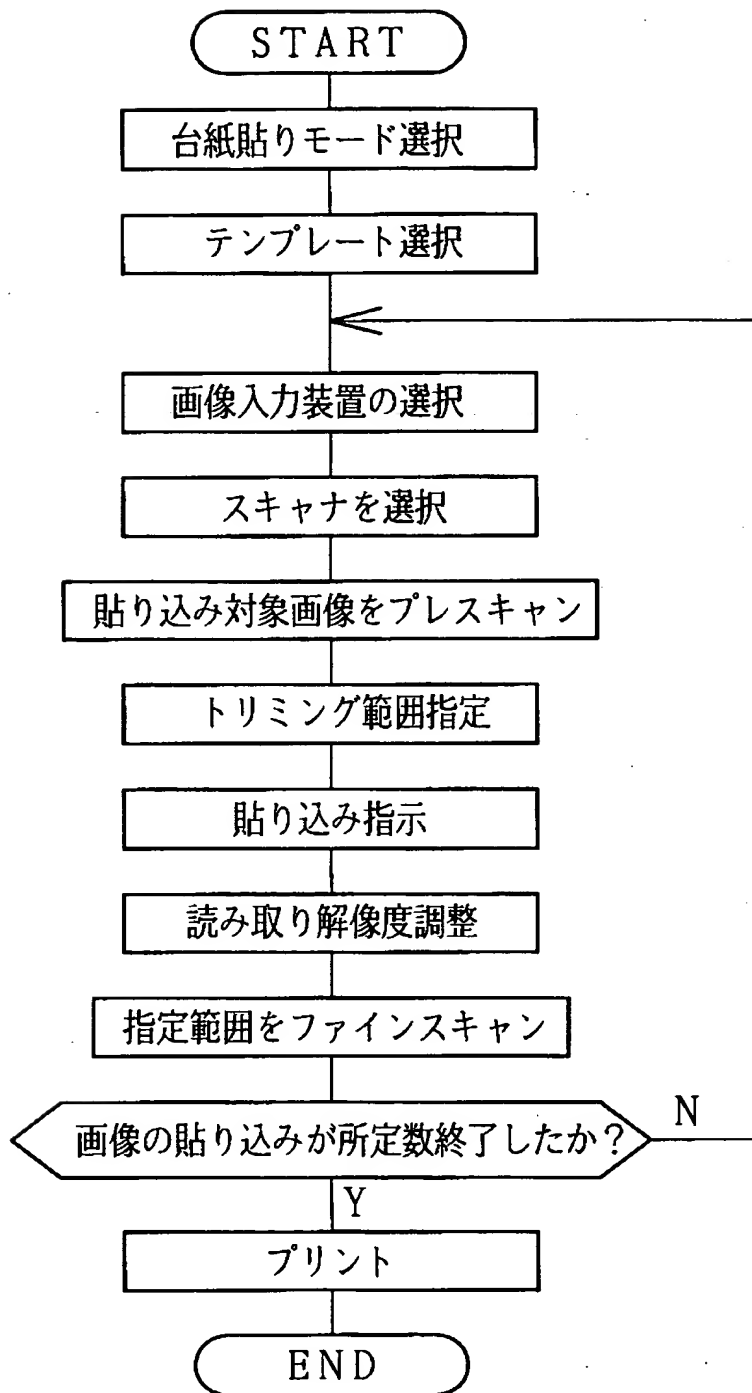 START
台紙貼りモード選択
テンプレート選択
画像入力装置の選択
スキャナを選択
貼り込み対象画像をプレスキャン
トリミング範囲指定
貼り込み指示
読み取り解像度調整
指定範囲をファインスキャン
画像の貼り込みが所定数終了したか？
N
Y
プリント
END